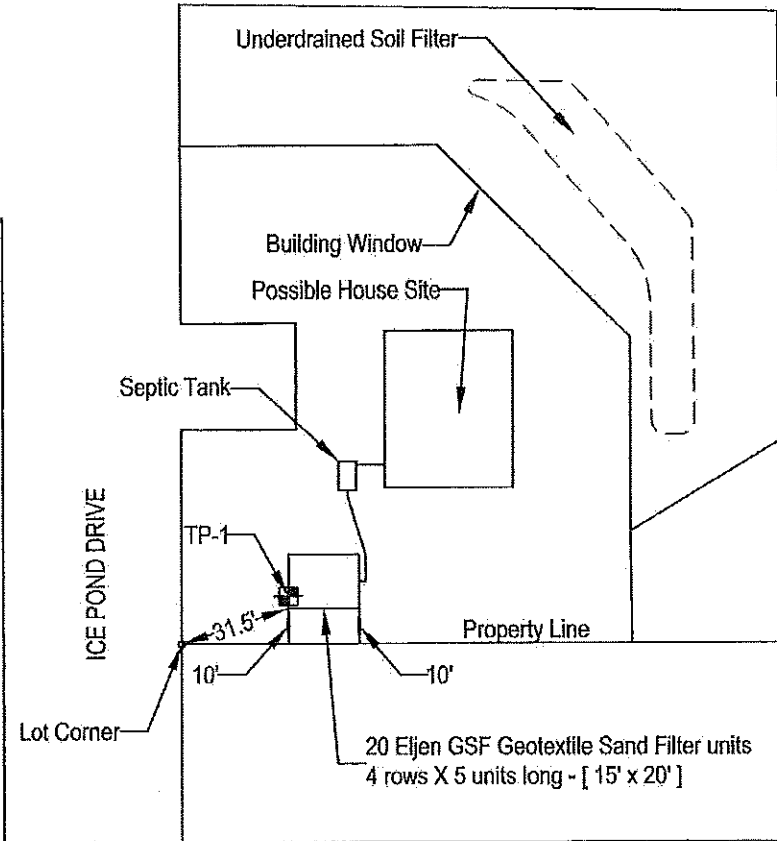 Underdrained Soil Filter
Building Window
Possible House Site
Septic Tank
ICE POND DRIVE
TP-1
31.5'
Property Line
10'
10'
Lot Corner
20 Eljen GSF Geotextile Sand Filter units
4 rows X 5 units long - [ 15' x 20' ]